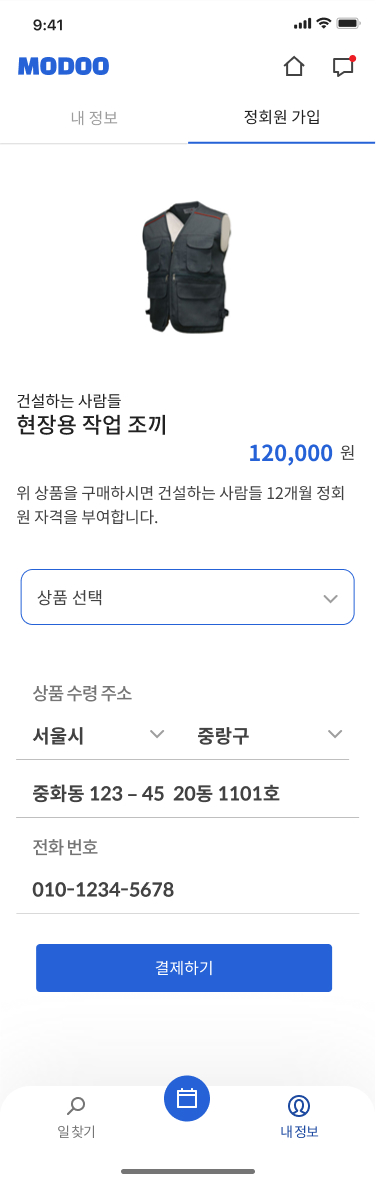 9:41
MODOO
내 정보
정회원 가입
건설하는 사람들
현장용 작업 조끼
120,000 원
위 상품을 구매하시면 건설하는 사람들 12개월 정회
원 자격을 부여합니다.
상품 선택
상품 수령 주소
서울시 중랑구
중화동 123 – 45  20동 1101호
전화 번호
010-1234-5678
결제하기
일 찾기
내 정보